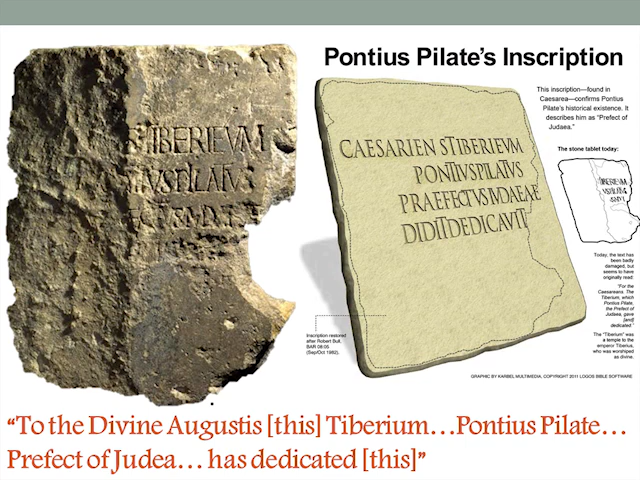 Pontius Pilate's Inscription
S TIBERIEVM
TIVSPILATVS
This inscription—found in
Caesarea—confirms Pontius
Pilate's historical existence. It
describes him as "Prefect of
Judaea."
CAESARIEN STIBERIEVM
PONTIVSPILATVS
PRAEFECTVSIVDAEAE
DIDITDEDICAVIT
The stone tablet today:
TIBERIEVM
VSPILATVS
Today, the text has
been badly
damaged, but
seems to have
originally read:
"For the
Caesareans. The
Tiberium, which
Pontius Pilate,
the Prefect of
Judaea, gave
[and]
dedicated."
The "Tiberium" was
a temple to the
emperor Tiberius,
who was worshiped
as divine.
Inscription restored
after Robert Bull.
BAR 08:05
(Sep/Oct 1982).
GRAPHIC BY KARBEL MULTIMEDIA, COPYRIGHT 2011 LOGOS BIBLE SOFTWARE
"To the Divine Augustis [this] Tiberium…Pontius Pilate…
Prefect of Judea… has dedicated [this]"